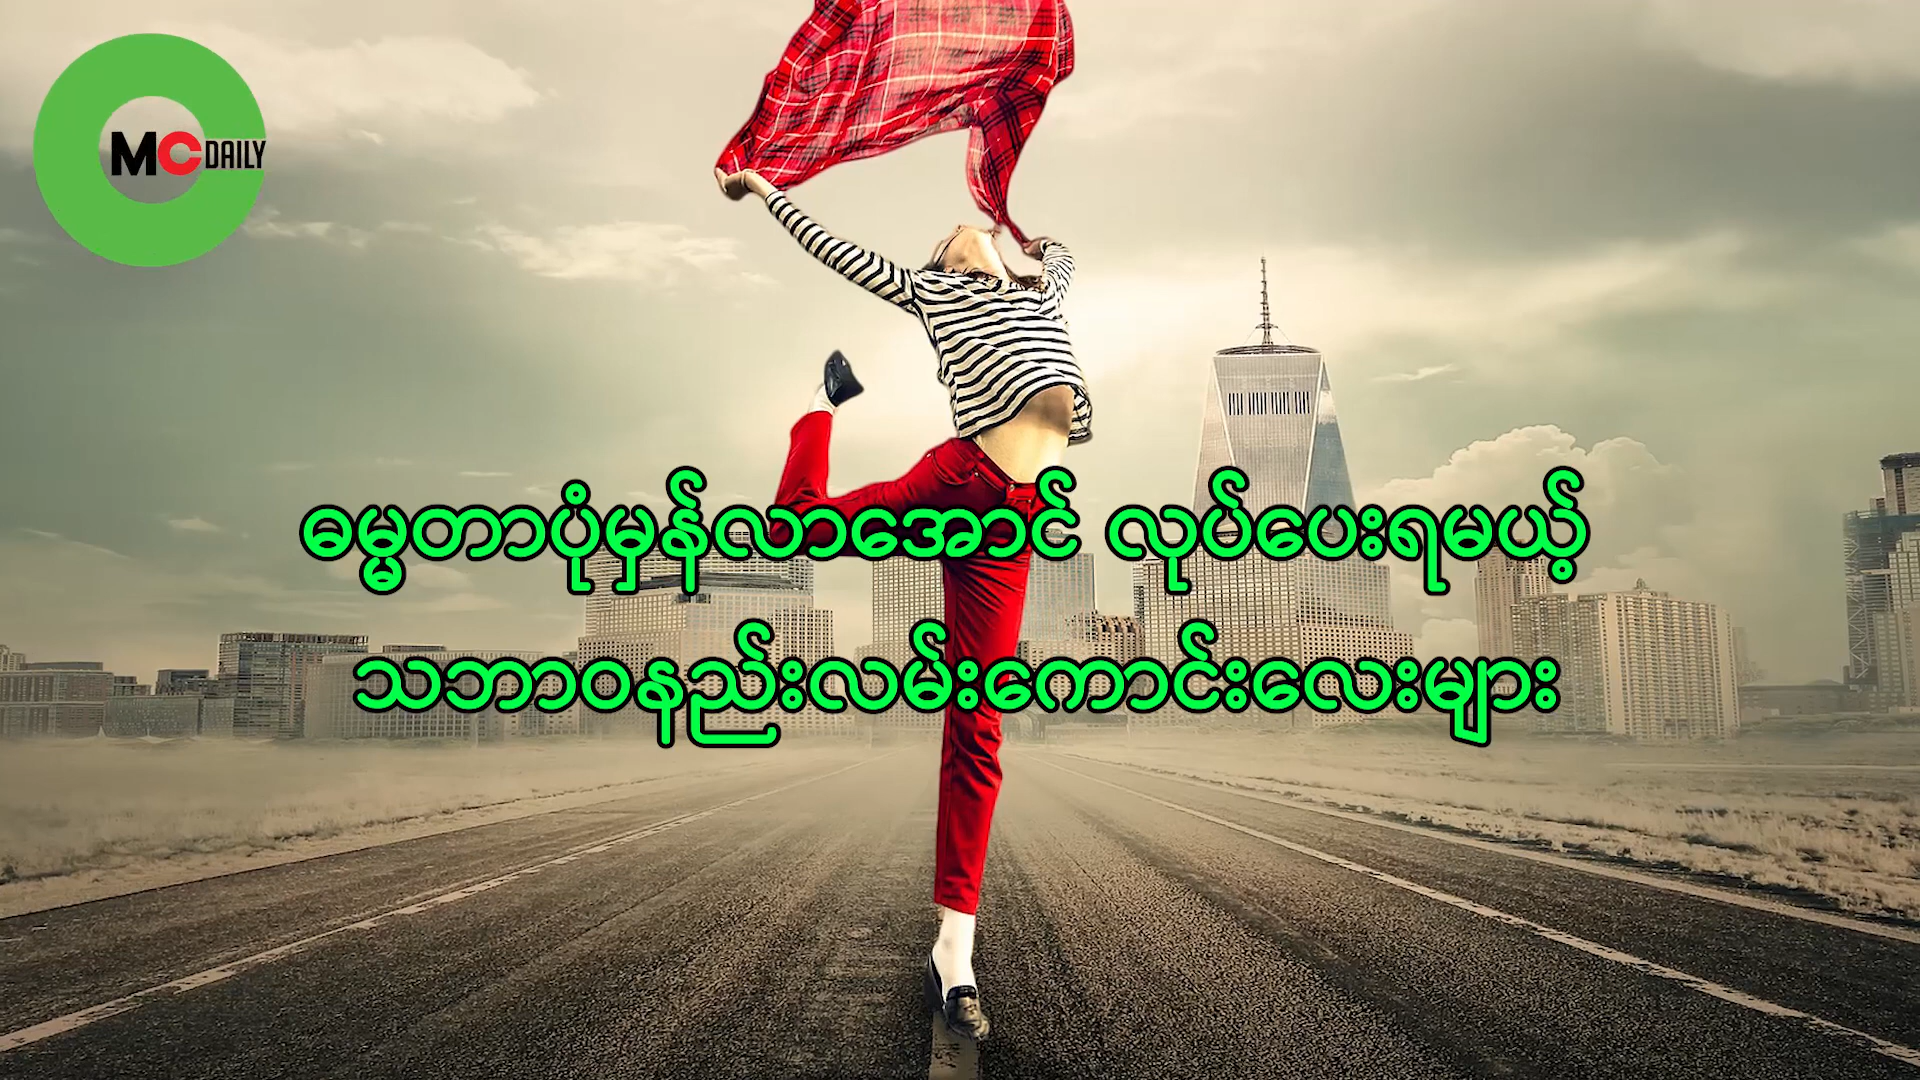 MC DAILY
ဓမ္မတာပုံမှန်လာအောင် လုပ်ပေးရမယ့်
သဘာဝနည်းလမ်းကောင်းလေးများ